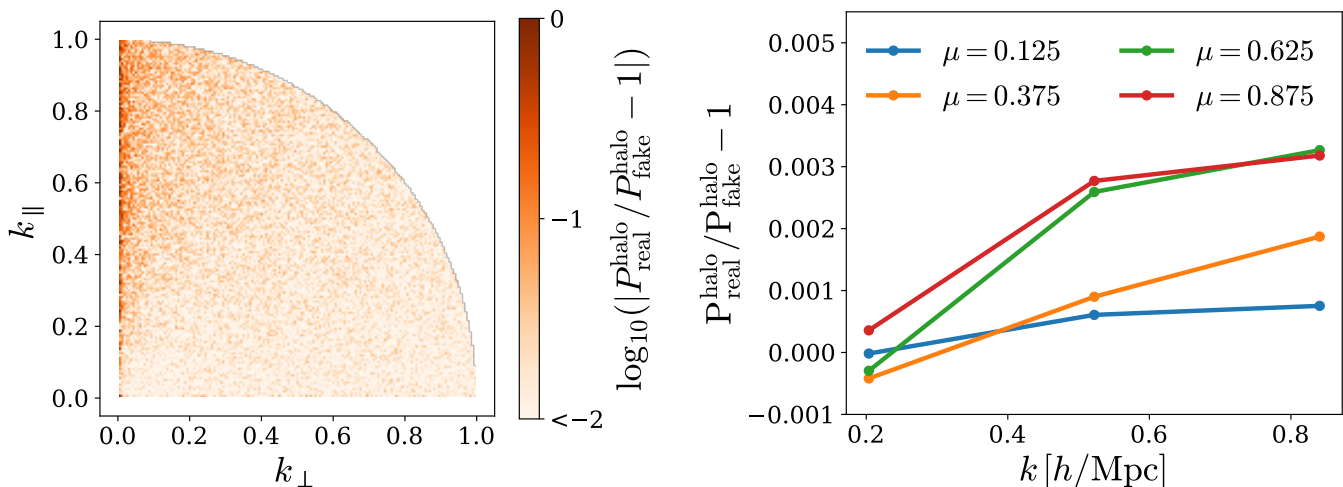 1.0
0.8
0.6
0.4
0.2
0.0
k∥
0.0 0.2 0.4 0.6 0.8 1.0
k⊥
0
−1
<−2
log₁₀(|P^halo_real/P^halo_fake − 1|)
0.005
0.004
0.003
0.002
0.001
0.000
−0.001
P^halo_real/P^halo_fake − 1
μ = 0.125 μ = 0.625
μ = 0.375 μ = 0.875
0.2 0.4 0.6 0.8
k [h/Mpc]